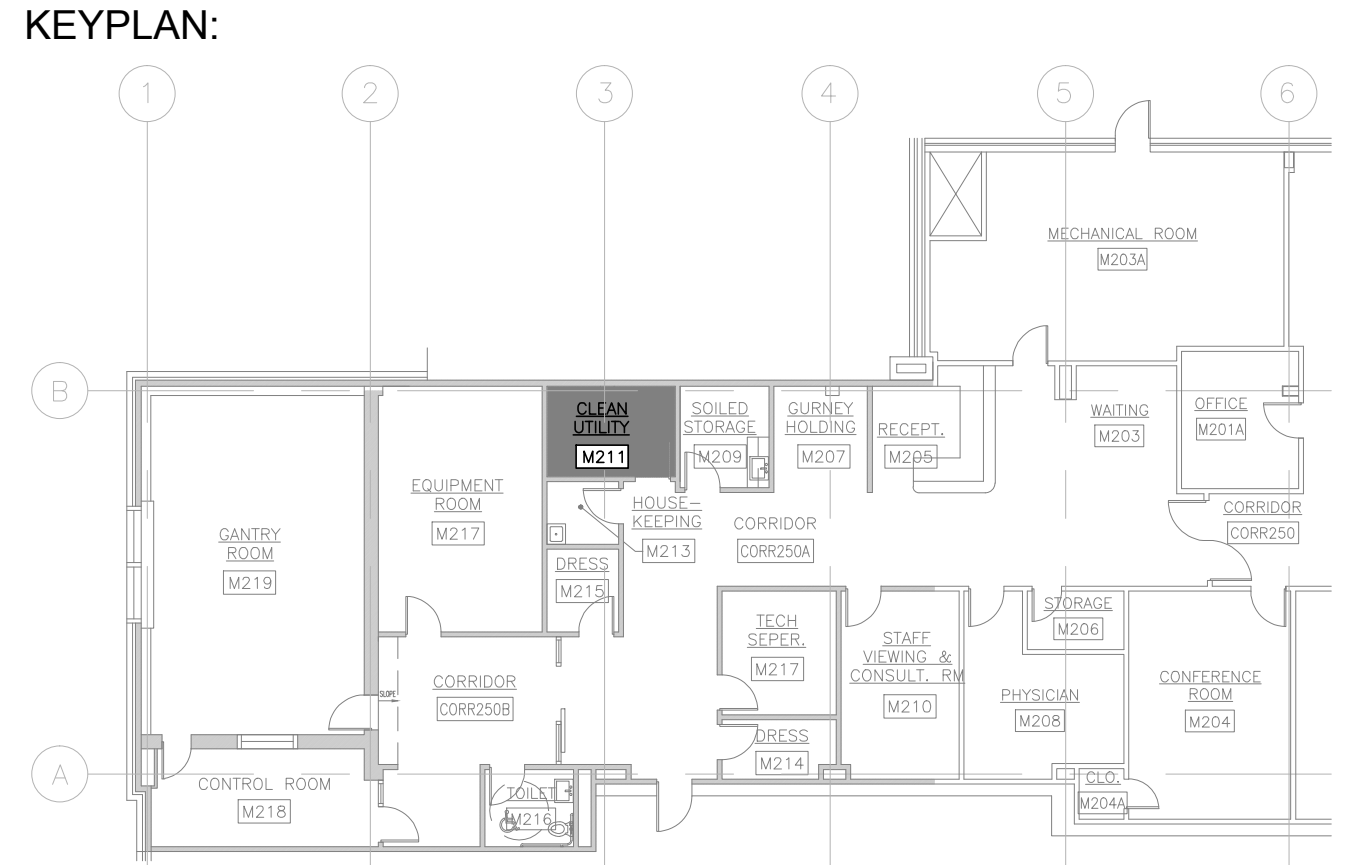 KEYPLAN:
1
2
3
4
5
6
B
A
MECHANICAL ROOM
M203A
CLEAN
UTILITY
M211
SOILED
STORAGE
M209
GURNEY
HOLDING
M207
RECEPT.
M205
WAITING
M203
OFFICE
M201A
EQUIPMENT
ROOM
M217
HOUSE-
KEEPING
M213
CORRIDOR
CORR250A
CORRIDOR
CORR250
GANTRY
ROOM
M219
DRESS
M215
TECH
SEPER.
M217
STAFF
VIEWING &
CONSULT. RM
M210
STORAGE
M206
PHYSICIAN
M208
CONFERENCE
ROOM
M204
SLOPE
CORRIDOR
CORR250B
DRESS
M214
CLO.
M204A
CONTROL ROOM
M218
TOILET
M216